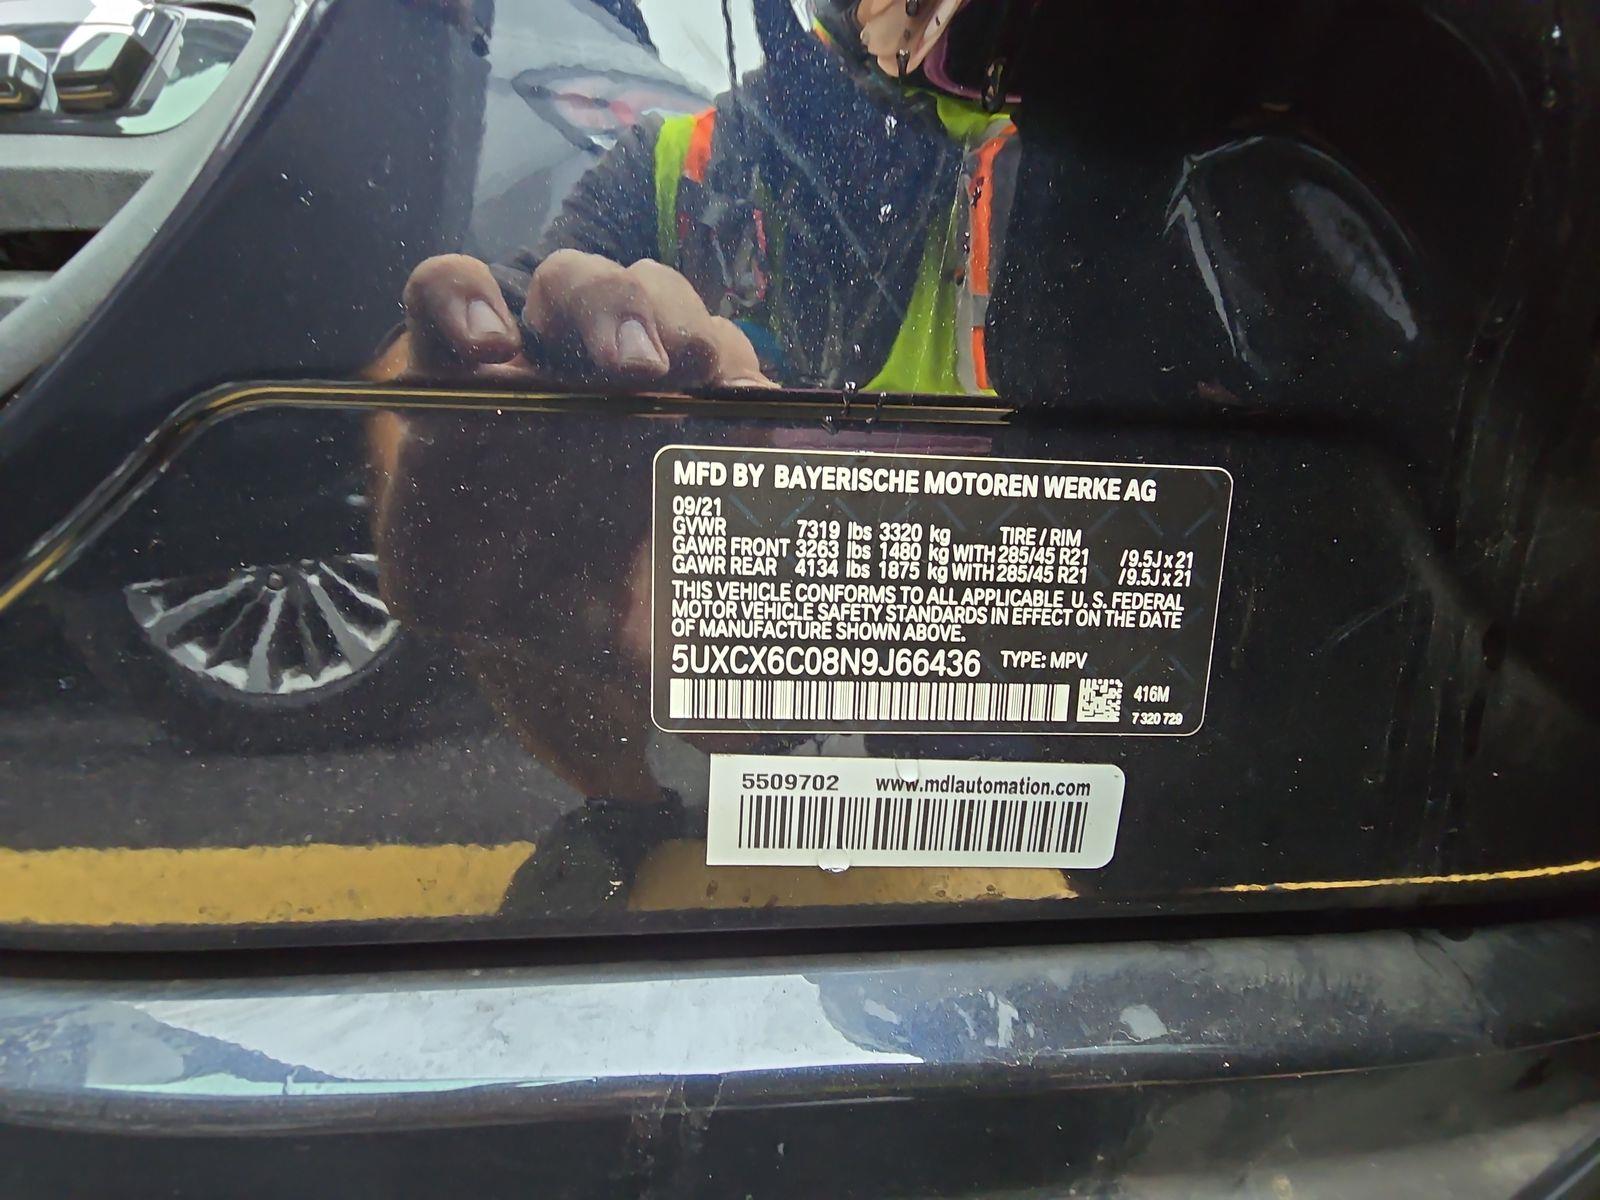 MFD BY BAYERISCHE MOTOREN WERKE AG
09/21
GVWR 7319 lbs 3320 kg TIRE / RIM
GAWR FRONT 3263 lbs 1480 kg WITH 285/45 R21 /9.5J x 21
GAWR REAR 4134 lbs 1875 kg WITH 285/45 R21 /9.5J x 21
THIS VEHICLE CONFORMS TO ALL APPLICABLE U.S. FEDERAL
MOTOR VEHICLE SAFETY STANDARDS IN EFFECT ON THE DATE
OF MANUFACTURE SHOWN ABOVE.
5UXCX6C08N9J66436 TYPE: MPV
416M
7 320 729
5509702 www.mdlautomation.com